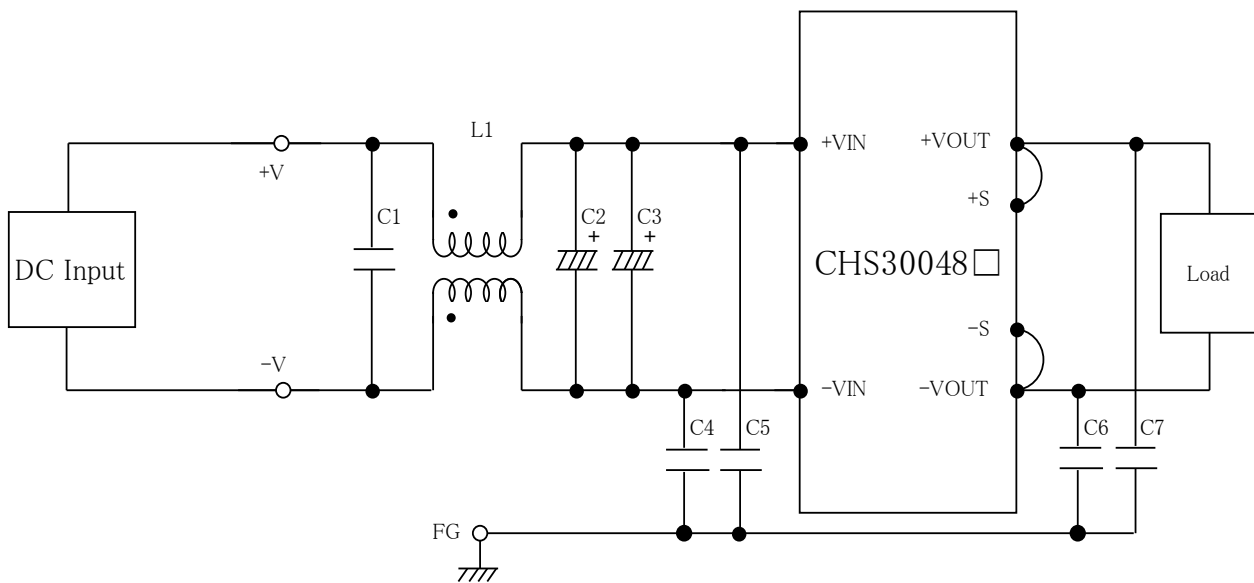 L1
+VIN
+VOUT
+V
+S
C1
C2
+
C3
+
DC Input
CHS30048□
Load
-S
-V
-VIN
-VOUT
C4
C5
C6
C7
FG